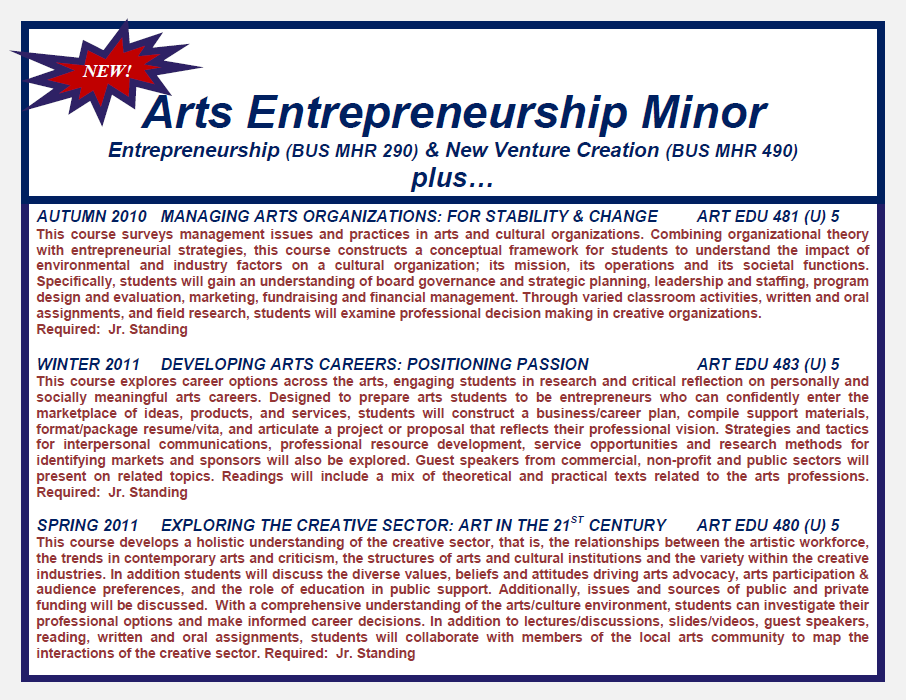 NEW!
Arts Entrepreneurship Minor
Entrepreneurship (BUS MHR 290) & New Venture Creation (BUS MHR 490)
plus…
AUTUMN 2010 MANAGING ARTS ORGANIZATIONS: FOR STABILITY & CHANGE ART EDU 481 (U) 5
This course surveys management issues and practices in arts and cultural organizations. Combining organizational theory
with entrepreneurial strategies, this course constructs a conceptual framework for students to understand the impact of
environmental and industry factors on a cultural organization; its mission, its operations and its societal functions.
Specifically, students will gain an understanding of board governance and strategic planning, leadership and staffing, program
design and evaluation, marketing, fundraising and financial management. Through varied classroom activities, written and oral
assignments, and field research, students will examine professional decision making in creative organizations.
Required: Jr. Standing
WINTER 2011 DEVELOPING ARTS CAREERS: POSITIONING PASSION ART EDU 483 (U) 5
This course explores career options across the arts, engaging students in research and critical reflection on personally and
socially meaningful arts careers. Designed to prepare arts students to be entrepreneurs who can confidently enter the
marketplace of ideas, products, and services, students will construct a business/career plan, compile support materials,
format/package resume/vita, and articulate a project or proposal that reflects their professional vision. Strategies and tactics
for interpersonal communications, professional resource development, service opportunities and research methods for
identifying markets and sponsors will also be explored. Guest speakers from commercial, non-profit and public sectors will
present on related topics. Readings will include a mix of theoretical and practical texts related to the arts professions.
Required: Jr. Standing
SPRING 2011 EXPLORING THE CREATIVE SECTOR: ART IN THE 21ST CENTURY ART EDU 480 (U) 5
This course develops a holistic understanding of the creative sector, that is, the relationships between the artistic workforce,
the trends in contemporary arts and criticism, the structures of arts and cultural institutions and the variety within the creative
industries. In addition students will discuss the diverse values, beliefs and attitudes driving arts advocacy, arts participation &
audience preferences, and the role of education in public support. Additionally, issues and sources of public and private
funding will be discussed. With a comprehensive understanding of the arts/culture environment, students can investigate their
professional options and make informed career decisions. In addition to lectures/discussions, slides/videos, guest speakers,
reading, written and oral assignments, students will collaborate with members of the local arts community to map the
interactions of the creative sector. Required: Jr. Standing